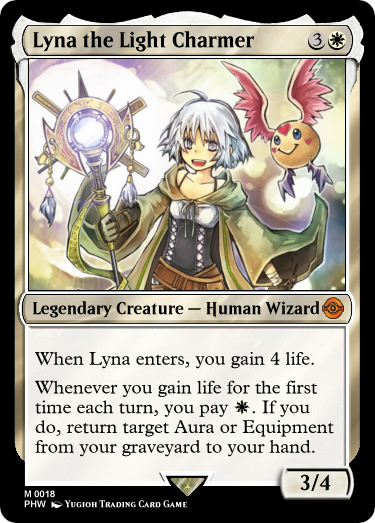 Lyna the Light Charmer 3
Legendary Creature — Human Wizard
When Lyna enters, you gain 4 life.
Whenever you gain life for the first
time each turn, you pay . If you
do, return target Aura or Equipment
from your graveyard to your hand.
3/4
M 0018
PHW Yugioh Trading Card Game